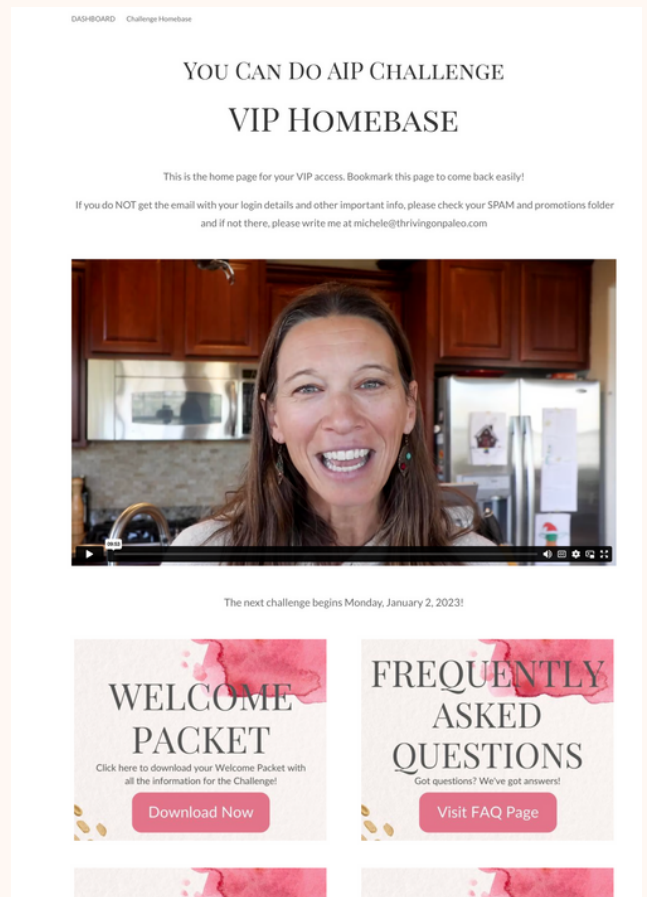 DASHBOARD Challenge Homebase
You Can Do AIP Challenge
VIP Homebase
This is the home page for your VIP access. Bookmark this page to come back easily!
If you do NOT get the email with your login details and other important info, please check your SPAM and promotions folder
and if not there, please write me at michele@thrivingonpaleo.com
09:53
The next challenge begins Monday, January 2, 2023!
WELCOME
PACKET
Click here to download your Welcome Packet with
all the information for the Challenge!
Download Now
FREQUENTLY
ASKED
QUESTIONS
Got questions? We've got answers!
Visit FAQ Page